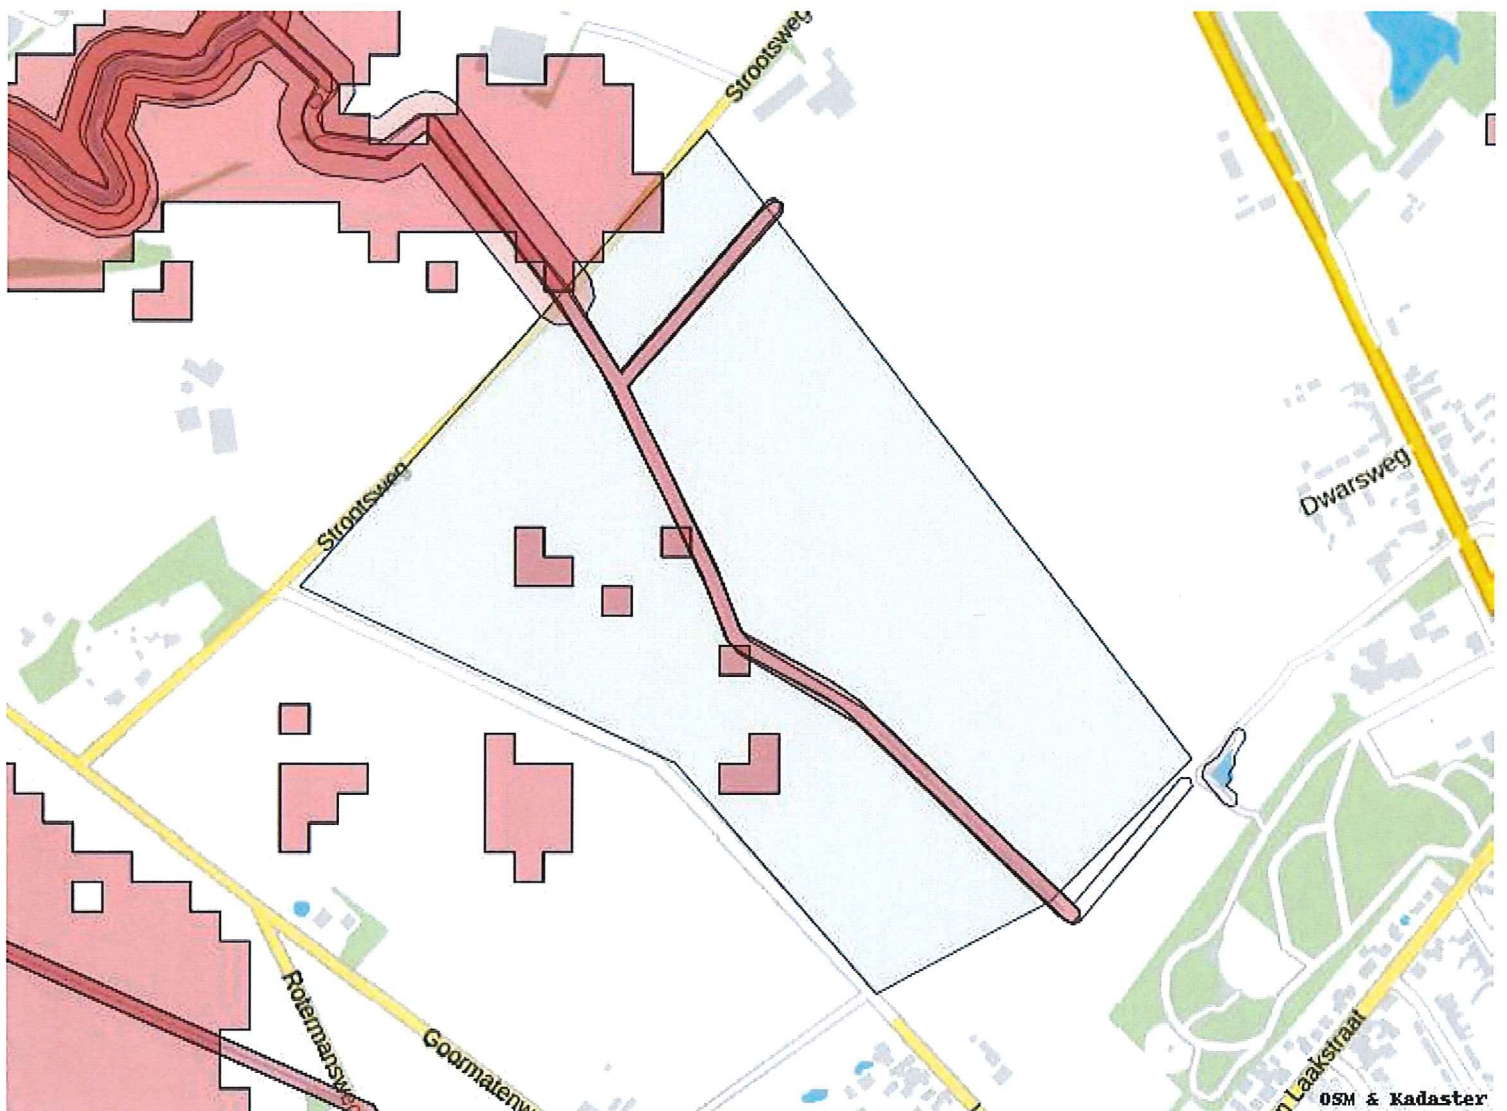 Strootsweg
Dwarsweg
Strootsweg
Rotermansweg
Goormatenw
n Laakstraat
OSM & Kadaster